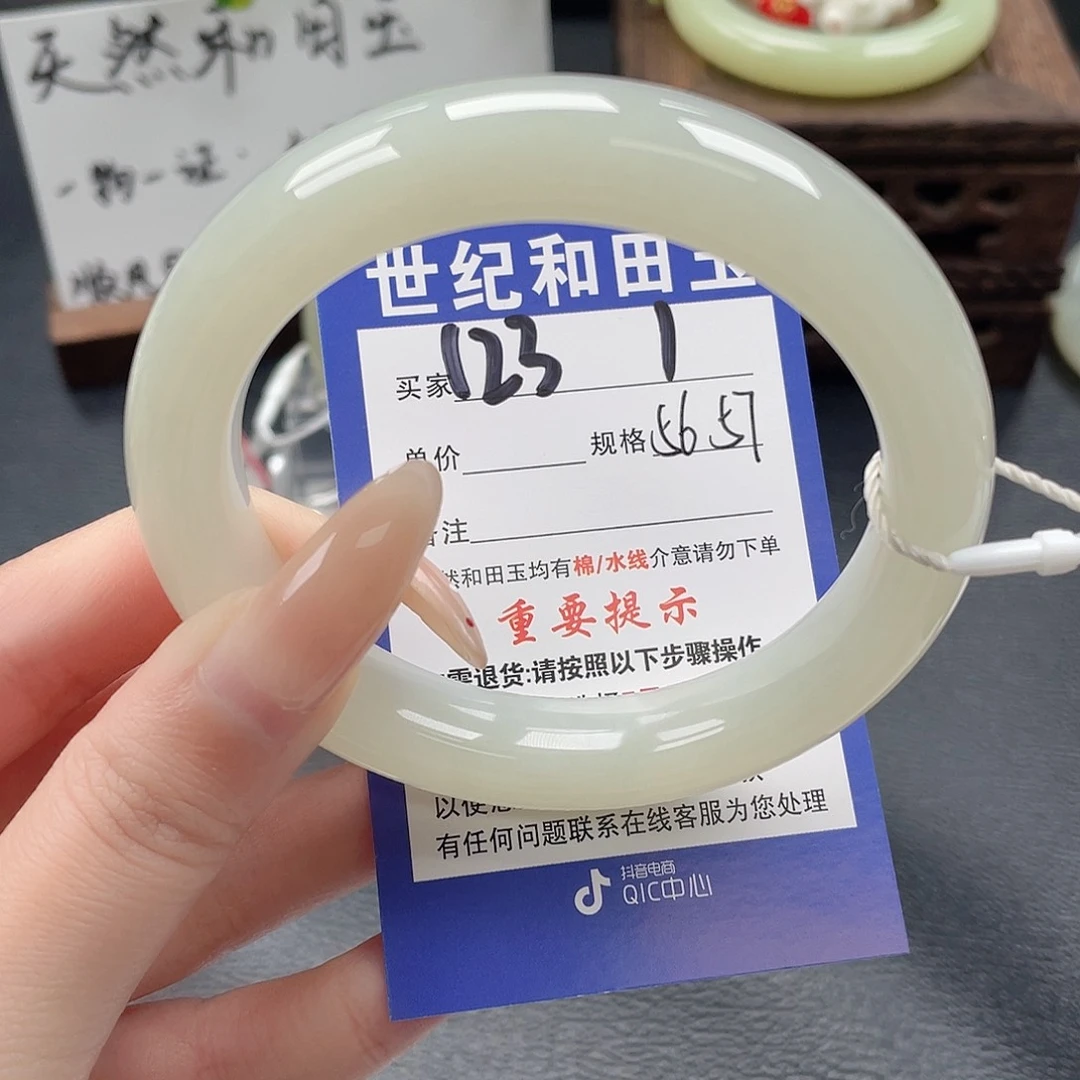 天然和田玉
一物一证
世纪和田玉
买家 123 1
单价 规格 56.57
备注
然和田玉均有棉/水线介意请勿下单
重要提示
需退货:请按照以下步骤操作
以便
有任何问题联系在线客服为您处理
抖音电商
QIC中心